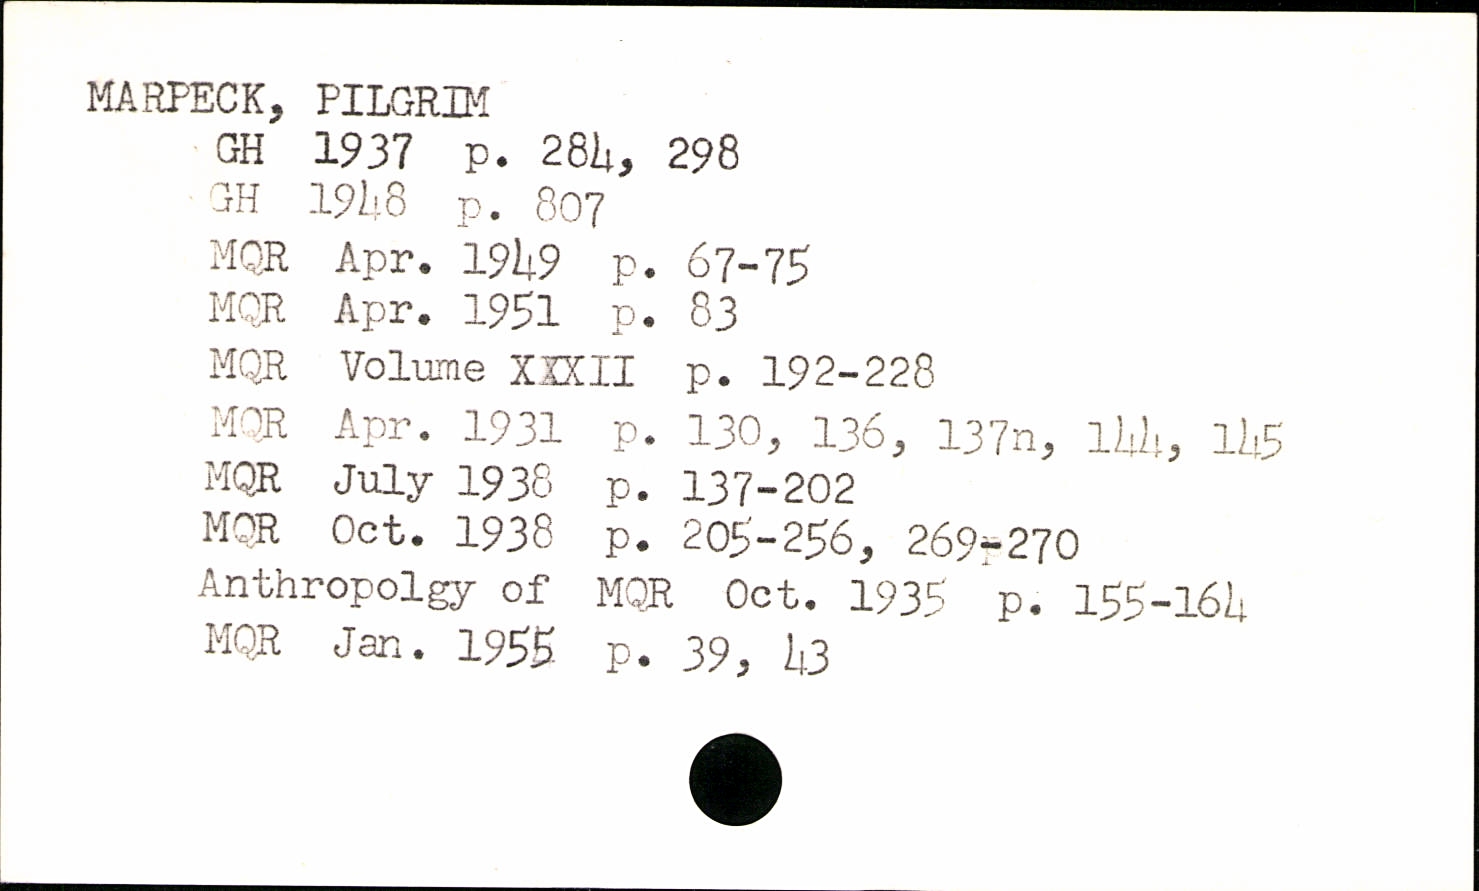 MARPECK, PILGRIM
GH 1937 p. 284, 298
GH 1948 p. 807
MQR Apr. 1949 p. 67-75
MQR Apr. 1951 p. 83
MQR Volume XXXII p. 192-228
MQR Apr. 1931 p. 130, 136, 137n, 144, 145
MQR July 1938 p. 137-202
MQR Oct. 1938 p. 205-256, 269-270
Anthropolgy of MQR Oct. 1935 p. 155-164
MQR Jan. 1955 p. 39, 43